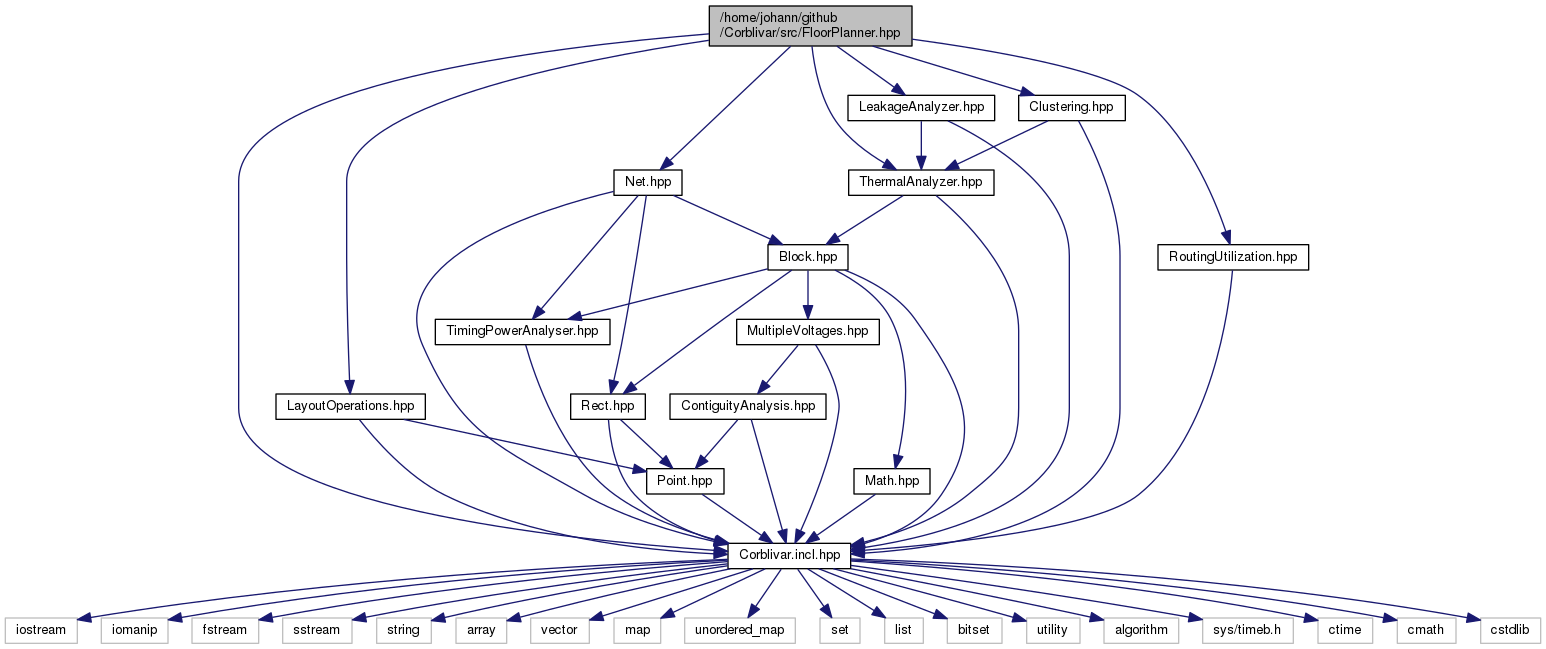 /home/johann/github
/Corblivar/src/FloorPlanner.hpp
LeakageAnalyzer.hpp
Clustering.hpp
Net.hpp
ThermalAnalyzer.hpp
Block.hpp
RoutingUtilization.hpp
TimingPowerAnalyser.hpp
MultipleVoltages.hpp
LayoutOperations.hpp
Rect.hpp
ContiguityAnalysis.hpp
Point.hpp
Math.hpp
Corblivar.incl.hpp
iostream
iomanip
fstream
sstream
string
array
vector
map
unordered_map
set
list
bitset
utility
algorithm
sys/timeb.h
ctime
cmath
cstdlib